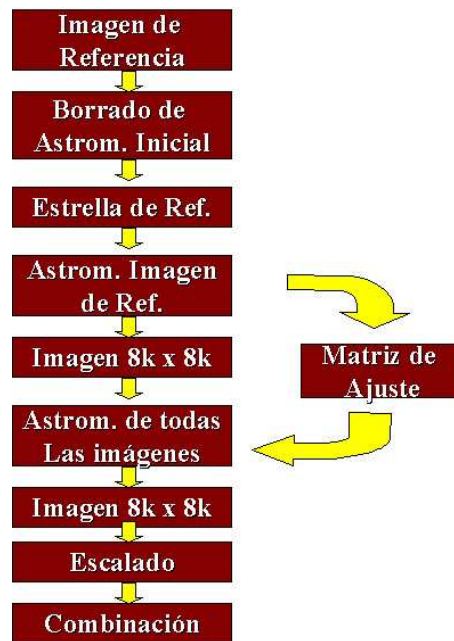 Imagen de
Referencia
Borrado de
Astrom. Inicial
Estrella de Ref.
Astrom. Imagen
de Ref.
Imagen 8k x 8k
Matriz de
Ajuste
Astrom. de todas
Las imágenes
Imagen 8k x 8k
Escalado
Combinación